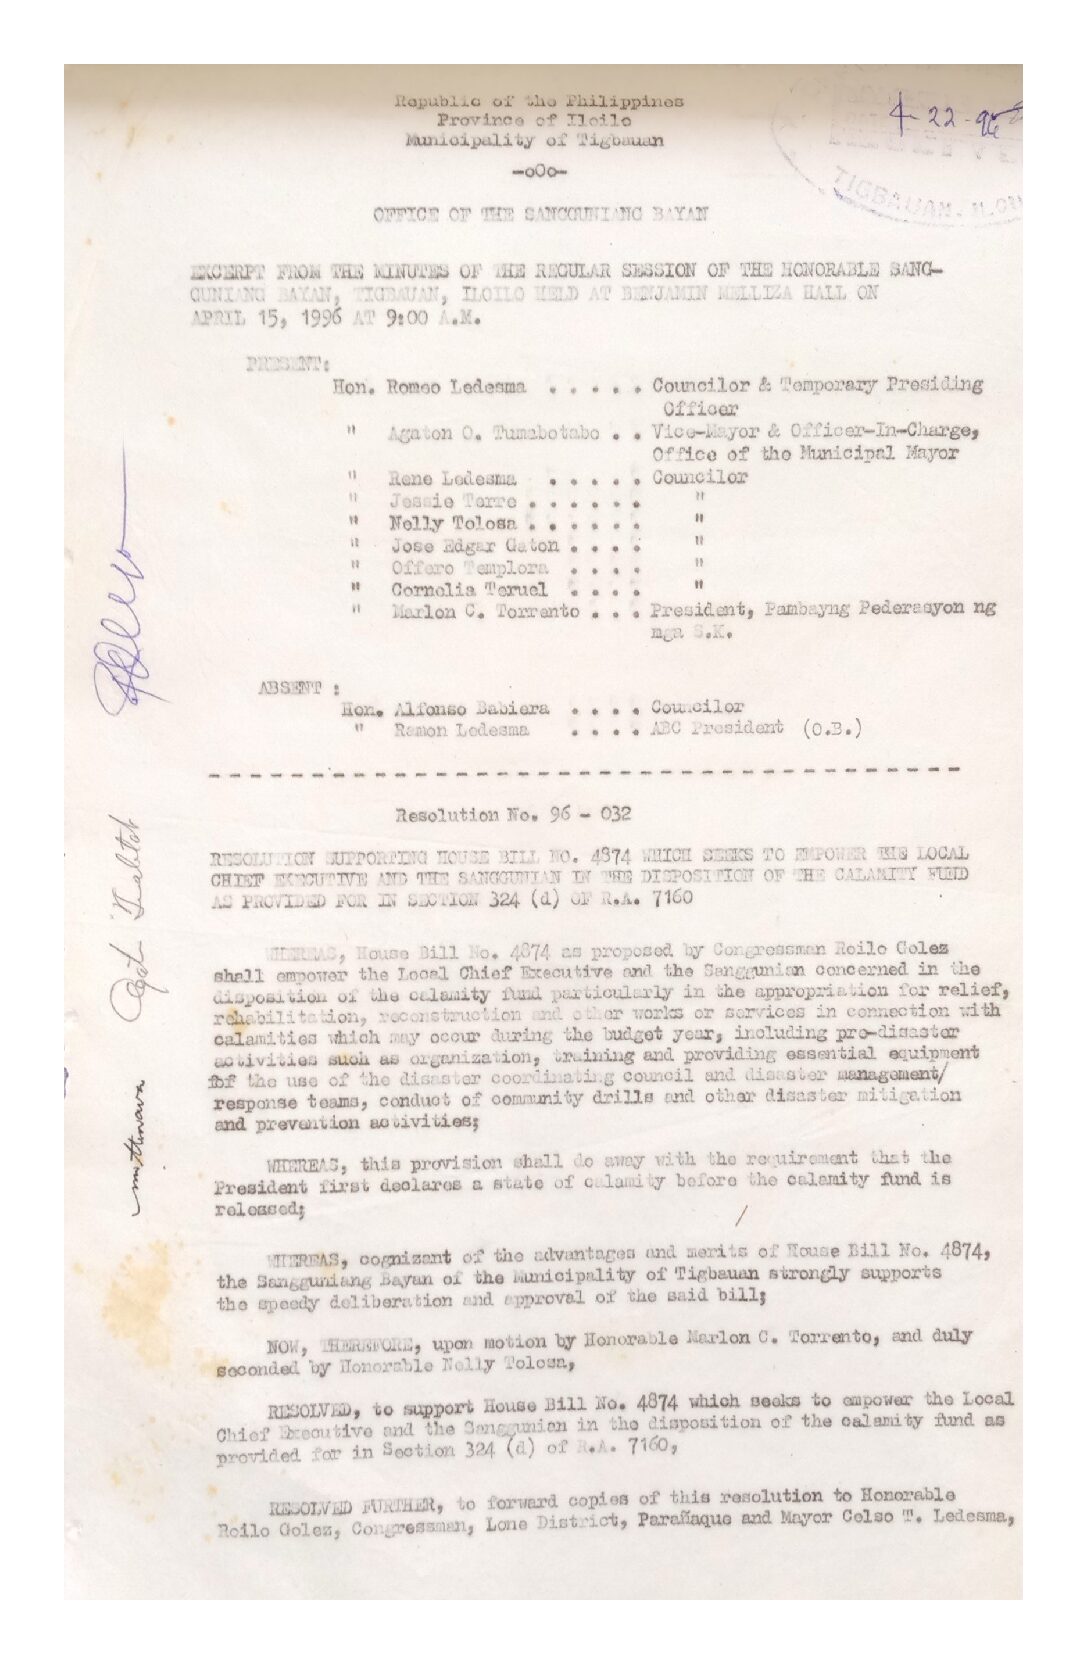 Republic of the Philippines
Province of Iloilo
Municipality of Tigbauan
-oOo-
4-22-96
TIGBAUAN, ILOILO
OFFICE OF THE SANGGUNIANG BAYAN
EXCERPT FROM THE MINUTES OF THE REGULAR SESSION OF THE HONORABLE SANG-
GUNIANG BAYAN, TIGBAUAN, ILOILO HELD AT BENJAMIN MELLIZA HALL ON
APRIL 15, 1996 AT 9:00 A.M.
PRESENT:
Hon. Romeo Ledesma . . . . . Councilor & Temporary Presiding
Officer
" Agaton O. Tumabotabo . . Vice-Mayor & Officer-In-Charge,
Office of the Municipal Mayor
" Rene Ledesma . . . . . Councilor
" Jessie Terre . . . . . . "
" Nelly Tolosa . . . . . . "
" Jose Edgar Gaton . . . . "
" Offero Templora . . . . "
" Cornelia Teruel . . . . "
" Marlon C. Torrento . . . President, Pambayng Pederasyon ng
mga S.K.
ABSENT :
Hon. Alfonso Babiera . . . . Councilor
" Ramon Ledesma . . . . ABC President (O.B.)
Resolution No. 96 - 032
RESOLUTION SUPPORTING HOUSE BILL NO. 4874 WHICH SEEKS TO EMPOWER THE LOCAL
CHIEF EXECUTIVE AND THE SANGGUNIAN IN THE DISPOSITION OF THE CALAMITY FUND
AS PROVIDED FOR IN SECTION 324 (d) OF R.A. 7160
WHEREAS, House Bill No. 4874 as proposed by Congressman Roilo Golez
shall empower the Local Chief Executive and the Sanggunian concerned in the
disposition of the calamity fund particularly in the appropriation for relief,
rehabilitation, reconstruction and other works or services in connection with
calamities which may occur during the budget year, including pre-disaster
activities such as organization, training and providing essential equipment
for the use of the disaster coordinating council and disaster management/
response teams, conduct of community drills and other disaster mitigation
and prevention activities;
WHEREAS, this provision shall do away with the requirement that the
President first declares a state of calamity before the calamity fund is
released;
WHEREAS, cognizant of the advantages and merits of House Bill No. 4874,
the Sangguniang Bayan of the Municipality of Tigbauan strongly supports
the speedy deliberation and approval of the said bill;
NOW, THEREFORE, upon motion by Honorable Marlon C. Torrento, and duly
seconded by Honorable Nelly Tolosa,
RESOLVED, to support House Bill No. 4874 which seeks to empower the Local
Chief Executive and the Sanggunian in the disposition of the calamity fund as
provided for in Section 324 (d) of R.A. 7160,
RESOLVED FURTHER, to forward copies of this resolution to Honorable
Roilo Golez, Congressman, Lone District, Parañaque and Mayor Celso T. Ledesma,